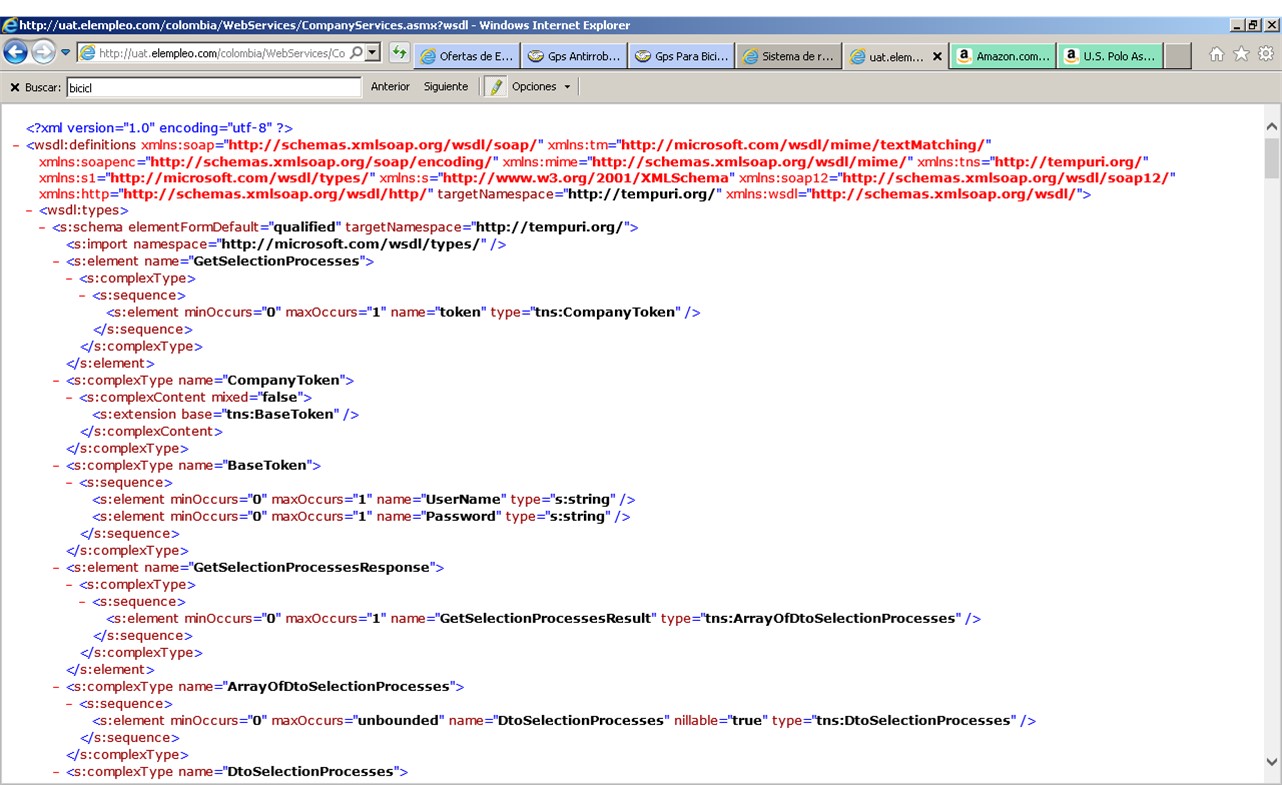 http://uat.elempleo.com/colombia/WebServices/CompanyServices.asmx?wsdl - Windows Internet Explorer
http://uat.elempleo.com/colombia/WebServices/Co
Ofertas de E...
Gps Antirrob...
Gps Para Bici...
Sistema de r...
uat.elem...
Amazon.com...
U.S. Polo As...
Buscar: bicicl Anterior Siguiente Opciones
<?xml version="1.0" encoding="utf-8" ?>
- <wsdl:definitions xmlns:soap="http://schemas.xmlsoap.org/wsdl/soap/" xmlns:tm="http://microsoft.com/wsdl/mime/textMatching/"
xmlns:soapenc="http://schemas.xmlsoap.org/soap/encoding/" xmlns:mime="http://schemas.xmlsoap.org/wsdl/mime/" xmlns:tns="http://tempuri.org/"
xmlns:s1="http://microsoft.com/wsdl/types/" xmlns:s="http://www.w3.org/2001/XMLSchema" xmlns:soap12="http://schemas.xmlsoap.org/wsdl/soap12/"
xmlns:http="http://schemas.xmlsoap.org/wsdl/http/" targetNamespace="http://tempuri.org/" xmlns:wsdl="http://schemas.xmlsoap.org/wsdl/">
- <wsdl:types>
- <s:schema elementFormDefault="qualified" targetNamespace="http://tempuri.org/">
<s:import namespace="http://microsoft.com/wsdl/types/" />
- <s:element name="GetSelectionProcesses">
- <s:complexType>
- <s:sequence>
<s:element minOccurs="0" maxOccurs="1" name="token" type="tns:CompanyToken" />
</s:sequence>
</s:complexType>
</s:element>
- <s:complexType name="CompanyToken">
- <s:complexContent mixed="false">
<s:extension base="tns:BaseToken" />
</s:complexContent>
</s:complexType>
- <s:complexType name="BaseToken">
- <s:sequence>
<s:element minOccurs="0" maxOccurs="1" name="UserName" type="s:string" />
<s:element minOccurs="0" maxOccurs="1" name="Password" type="s:string" />
</s:sequence>
</s:complexType>
- <s:element name="GetSelectionProcessesResponse">
- <s:complexType>
- <s:sequence>
<s:element minOccurs="0" maxOccurs="1" name="GetSelectionProcessesResult" type="tns:ArrayOfDtoSelectionProcesses" />
</s:sequence>
</s:complexType>
</s:element>
- <s:complexType name="ArrayOfDtoSelectionProcesses">
- <s:sequence>
<s:element minOccurs="0" maxOccurs="unbounded" name="DtoSelectionProcesses" nillable="true" type="tns:DtoSelectionProcesses" />
</s:sequence>
</s:complexType>
- <s:complexType name="DtoSelectionProcesses">